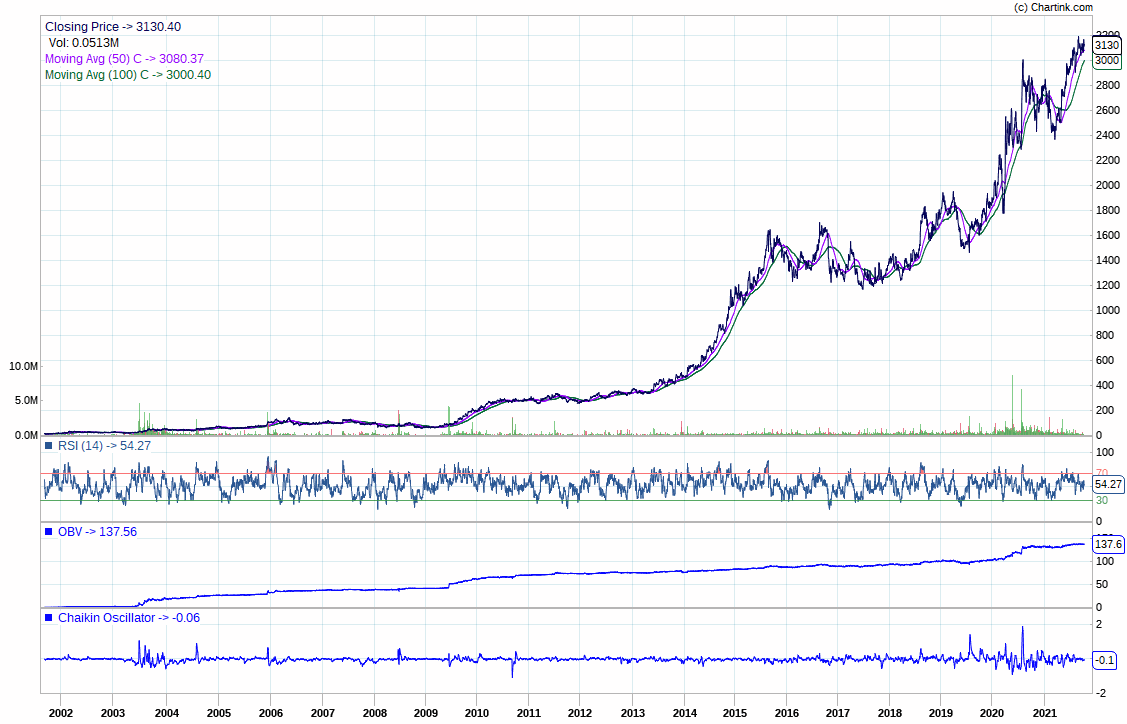 (c) Chartink.com
Closing Price -> 3130.40
Vol: 0.0513M
Moving Avg (50) C -> 3080.37
Moving Avg (100) C -> 3000.40
3200
3130
3000
2800
2600
2400
2200
2000
1800
1600
1400
1200
1000
800
600
400
200
0
10.0M
5.0M
0.0M
RSI (14) -> 54.27
100
70
54.27
30
0
OBV -> 137.56
137.6
100
50
0
Chaikin Oscillator -> -0.06
2
-0.1
-2
2002 2003 2004 2005 2006 2007 2008 2009 2010 2011 2012 2013 2014 2015 2016 2017 2018 2019 2020 2021